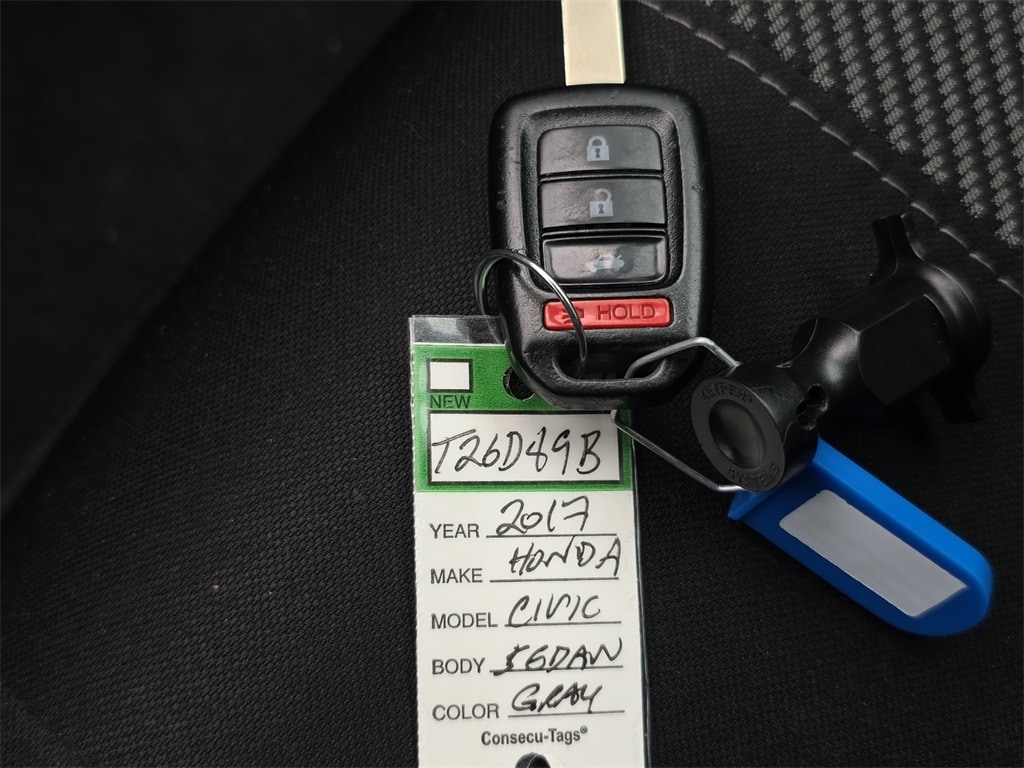 HOLD
NEW
T26D89B
YEAR 2017
MAKE HONDA
MODEL CIVIC
BODY SEDAN
COLOR GRAY
Consecu-Tags®